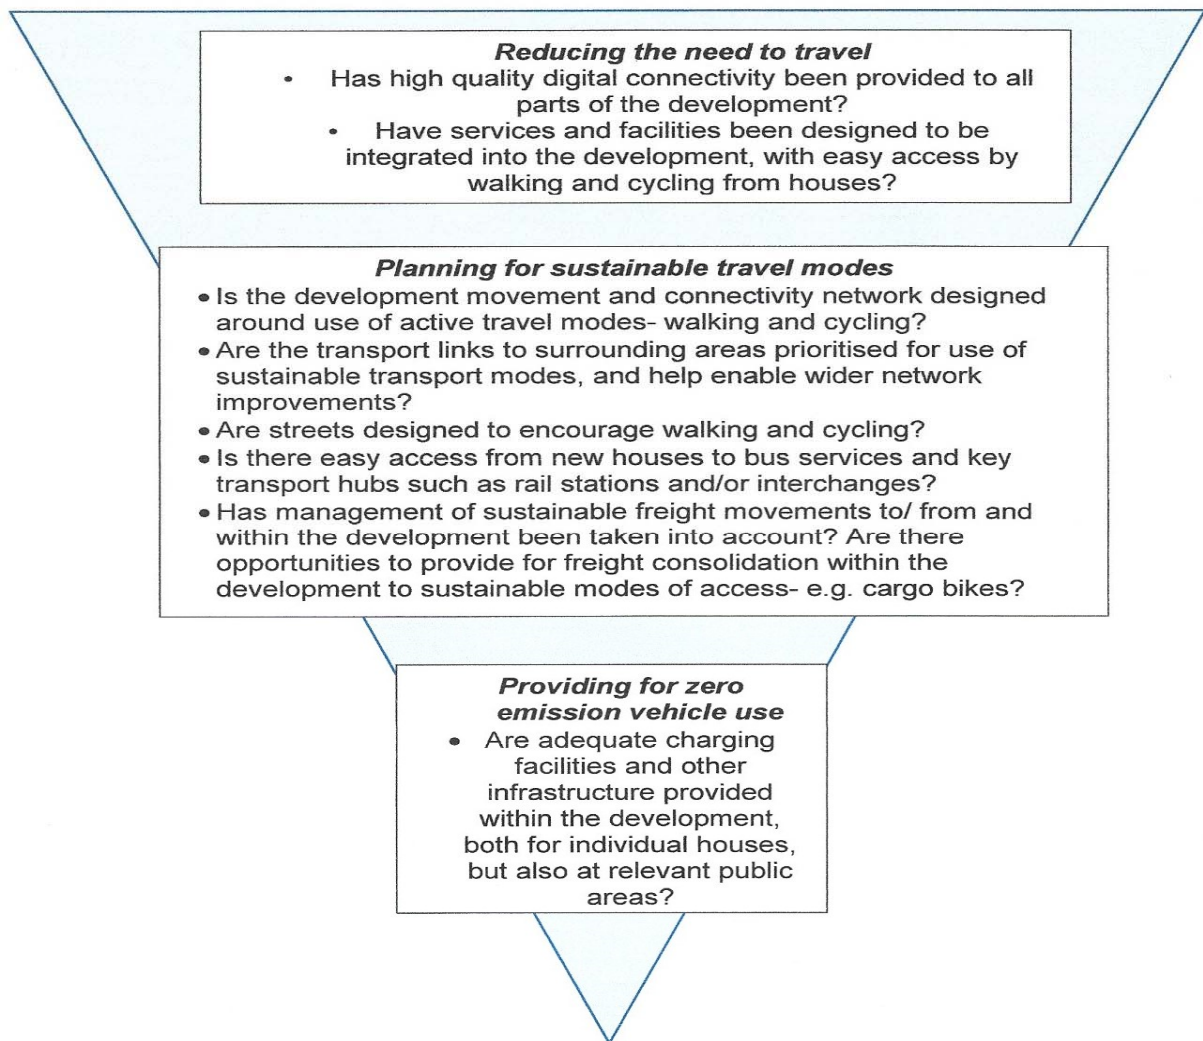 Reducing the need to travel
• Has high quality digital connectivity been provided to all
parts of the development?
• Have services and facilities been designed to be
integrated into the development, with easy access by
walking and cycling from houses?
Planning for sustainable travel modes
• Is the development movement and connectivity network designed
around use of active travel modes- walking and cycling?
• Are the transport links to surrounding areas prioritised for use of
sustainable transport modes, and help enable wider network
improvements?
• Are streets designed to encourage walking and cycling?
• Is there easy access from new houses to bus services and key
transport hubs such as rail stations and/or interchanges?
• Has management of sustainable freight movements to/ from and
within the development been taken into account? Are there
opportunities to provide for freight consolidation within the
development to sustainable modes of access- e.g. cargo bikes?
Providing for zero
emission vehicle use
• Are adequate charging
facilities and other
infrastructure provided
within the development,
both for individual houses,
but also at relevant public
areas?